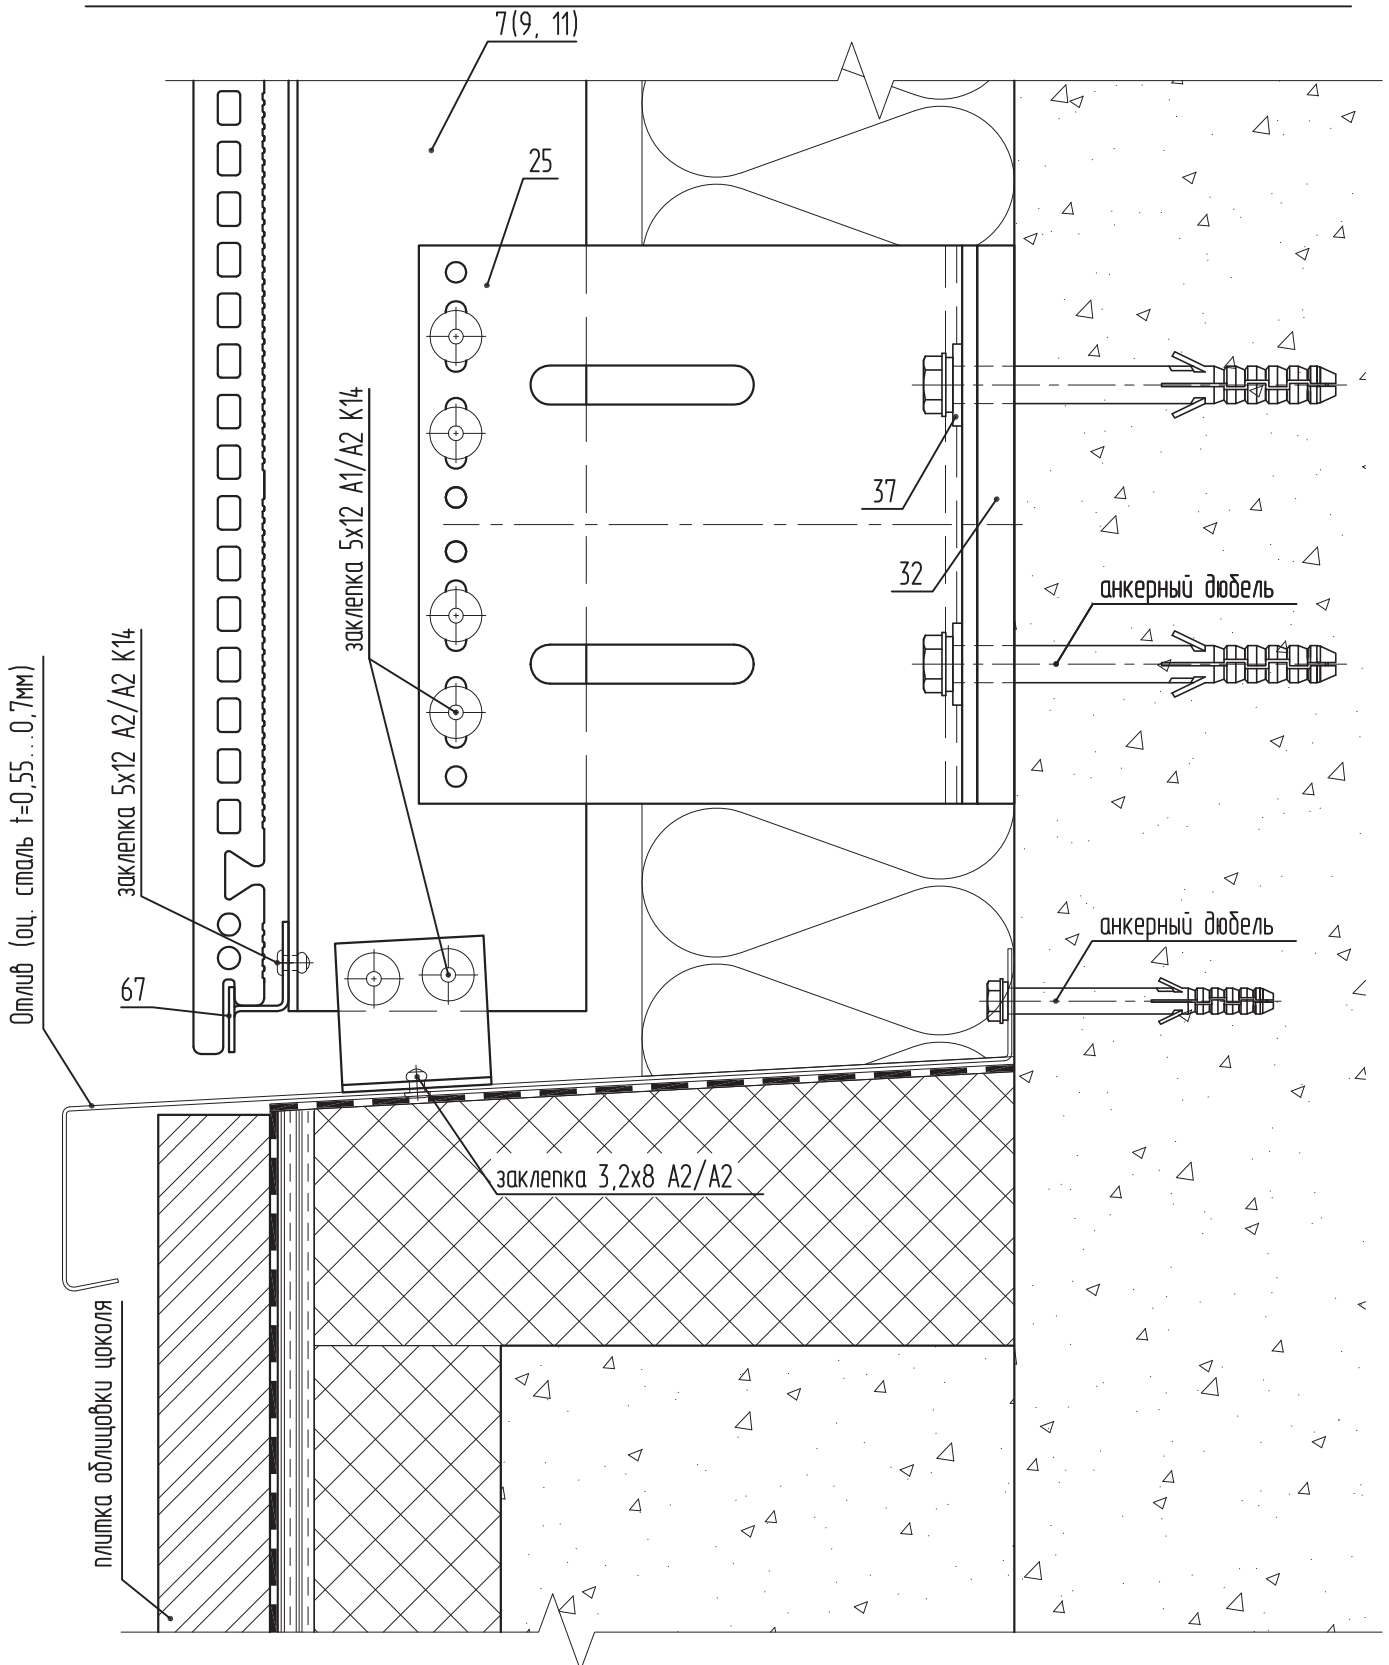 7(9, 11)
25
заклепка 5х12 А1/А2 К14
37
32
анкерный дюбель
заклепка 5х12 А2/А2 К14
Отлив (оц. сталь t=0,55...0,7мм)
анкерный дюбель
67
заклепка 3,2х8 А2/А2
плитка облицовки цоколя